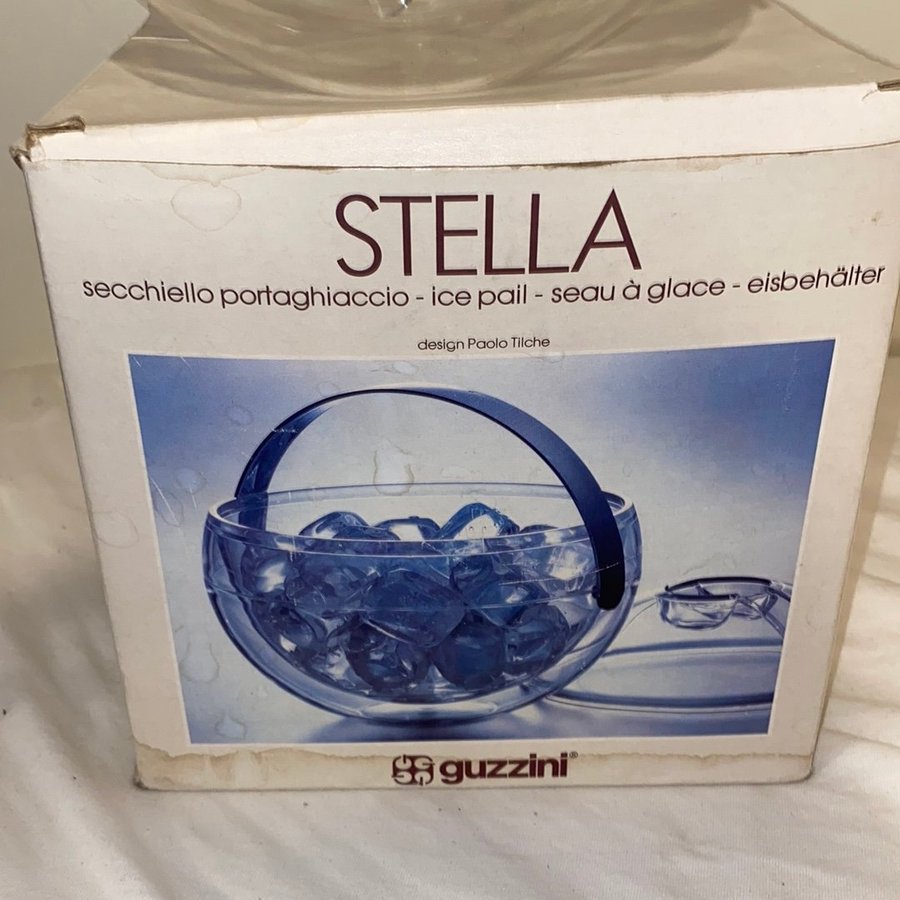 STELLA
secchiello portaghiaccio - ice pail - seau à glace - eisbehälter
design Paolo Tilche
guzzini®